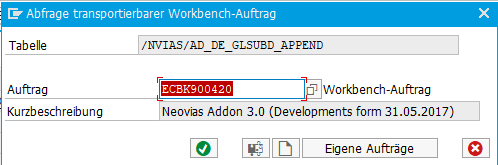 Abfrage transportierbarer Workbench-Auftrag
Tabelle /NVIAS/AD_DE_GLSUBD_APPEND
Auftrag ECBK900420 Workbench-Auftrag
Kurzbeschreibung Neovias Addon 3.0 (Developments form 31.05.2017)
Eigene Aufträge